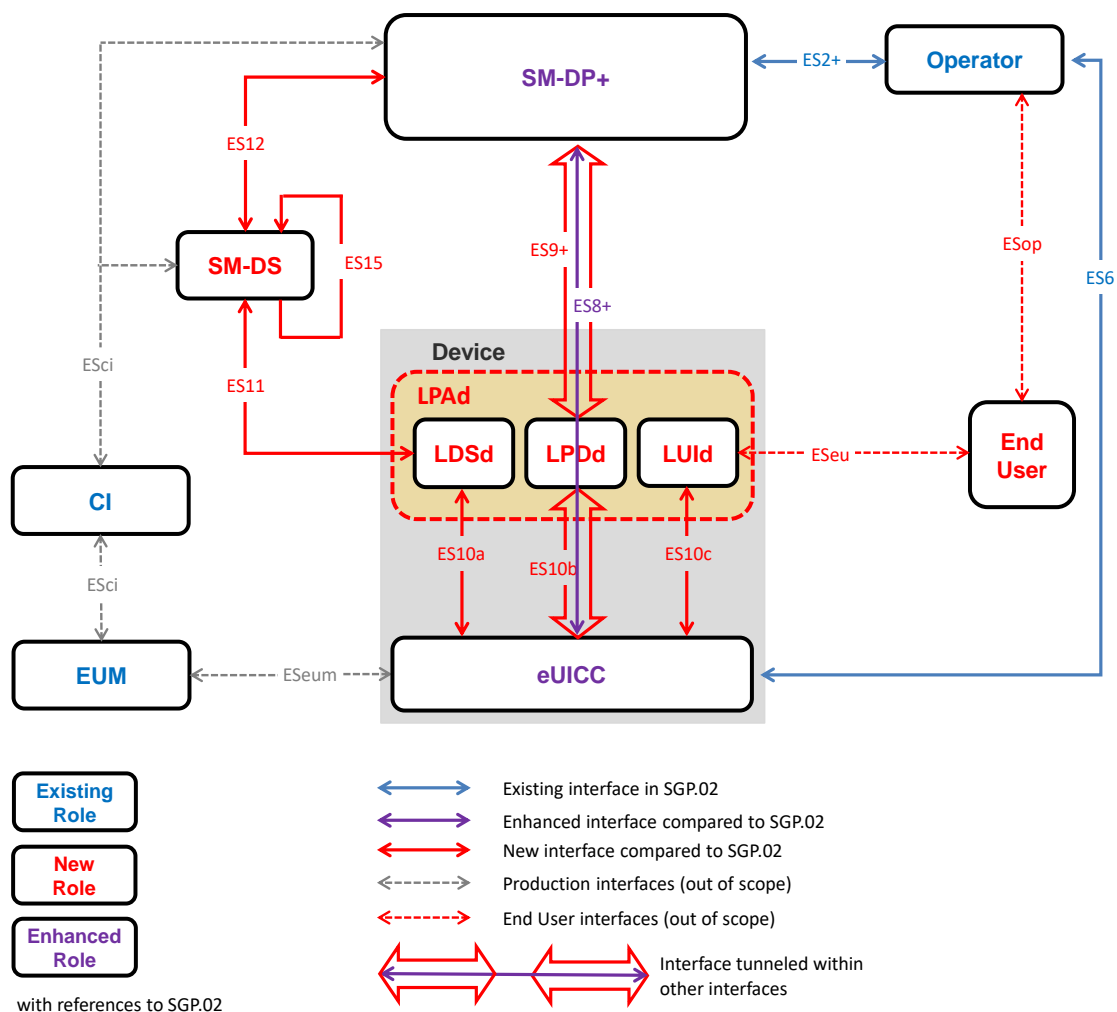 SM-DP+
ES2+
Operator
ES12
ES9+
ESop
SM-DS
ES15
ES6
ES8+
Device
ESci
ES11
LPAd
LDSd
LPDd
LUId
ESeu
End
User
CI
ES10a
ES10b
ES10c
ESci
EUM
ESeum
eUICC
Existing
Role
New
Role
Enhanced
Role
with references to SGP.02
Existing interface in SGP.02
Enhanced interface compared to SGP.02
New interface compared to SGP.02
Production interfaces (out of scope)
End User interfaces (out of scope)
Interface tunneled within
other interfaces